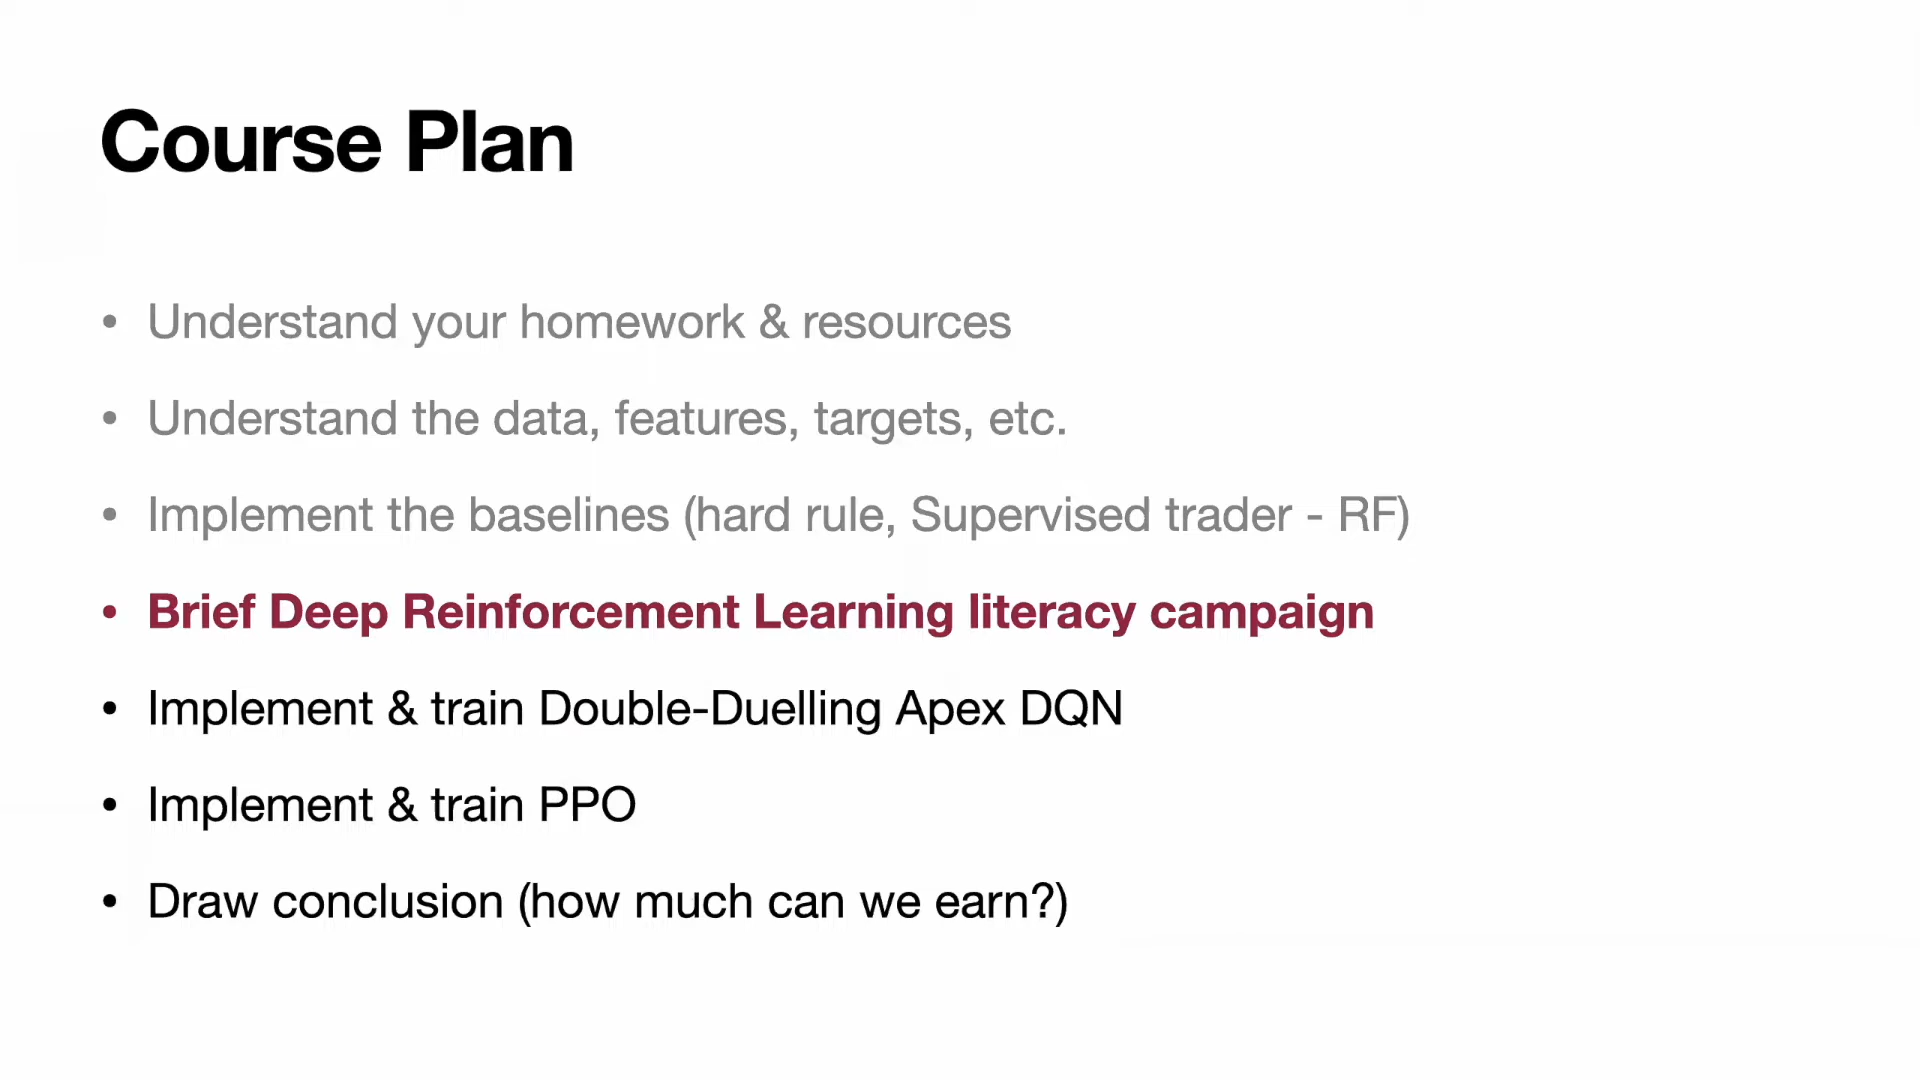 Course Plan
• Understand your homework & resources
• Understand the data, features, targets, etc.
• Implement the baselines (hard rule, Supervised trader - RF)
• Brief Deep Reinforcement Learning literacy campaign
• Implement & train Double-Duelling Apex DQN
• Implement & train PPO
• Draw conclusion (how much can we earn?)